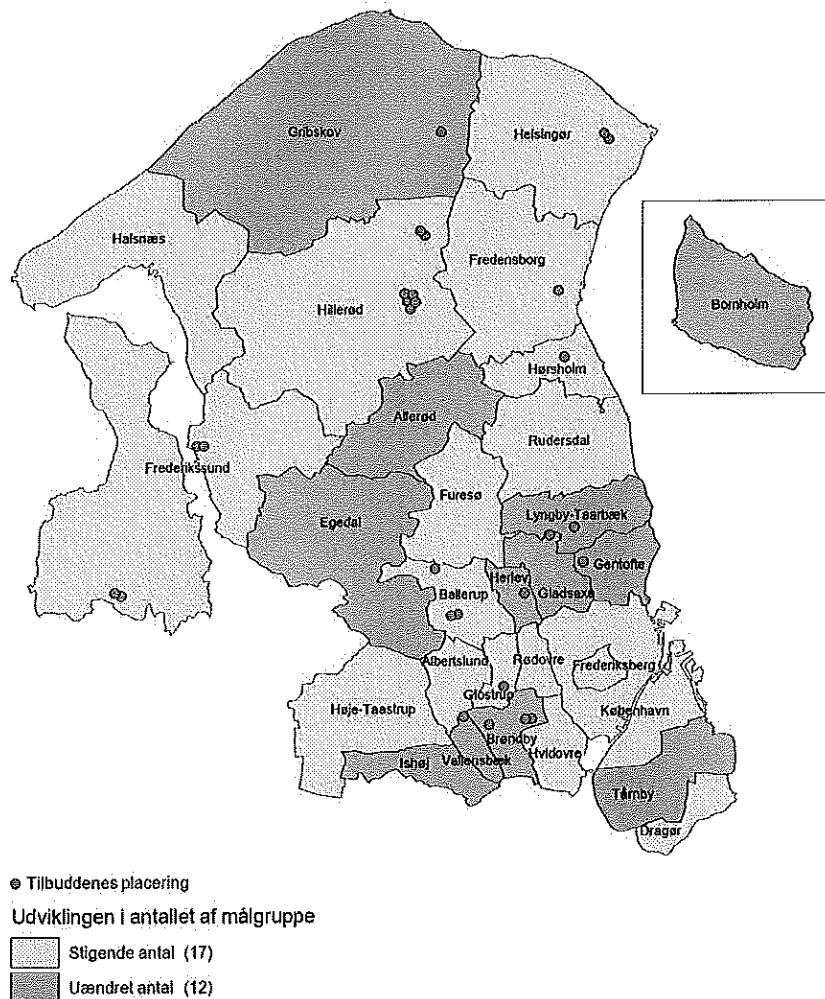 Gribskov
Helsingør
Halsnæs
Fredensborg
Hillerød
Bornholm
Hørsholm
Allerød
Rudersdal
Frederikssund
Furesø
Egedal
Lyngby-Taarbæk
Gentofte
Herlev
Gladsaxe
Ballerup
Albertslund
Rødovre
Frederiksberg
Glostrup
Høje-Taastrup
København
Brøndby
Hvidovre
Ishøj
Vallensbæk
Tårnby
Dragør
Tilbuddenes placering
Udviklingen i antallet af målgruppe
Stigende antal (17)
Uændret antal (12)